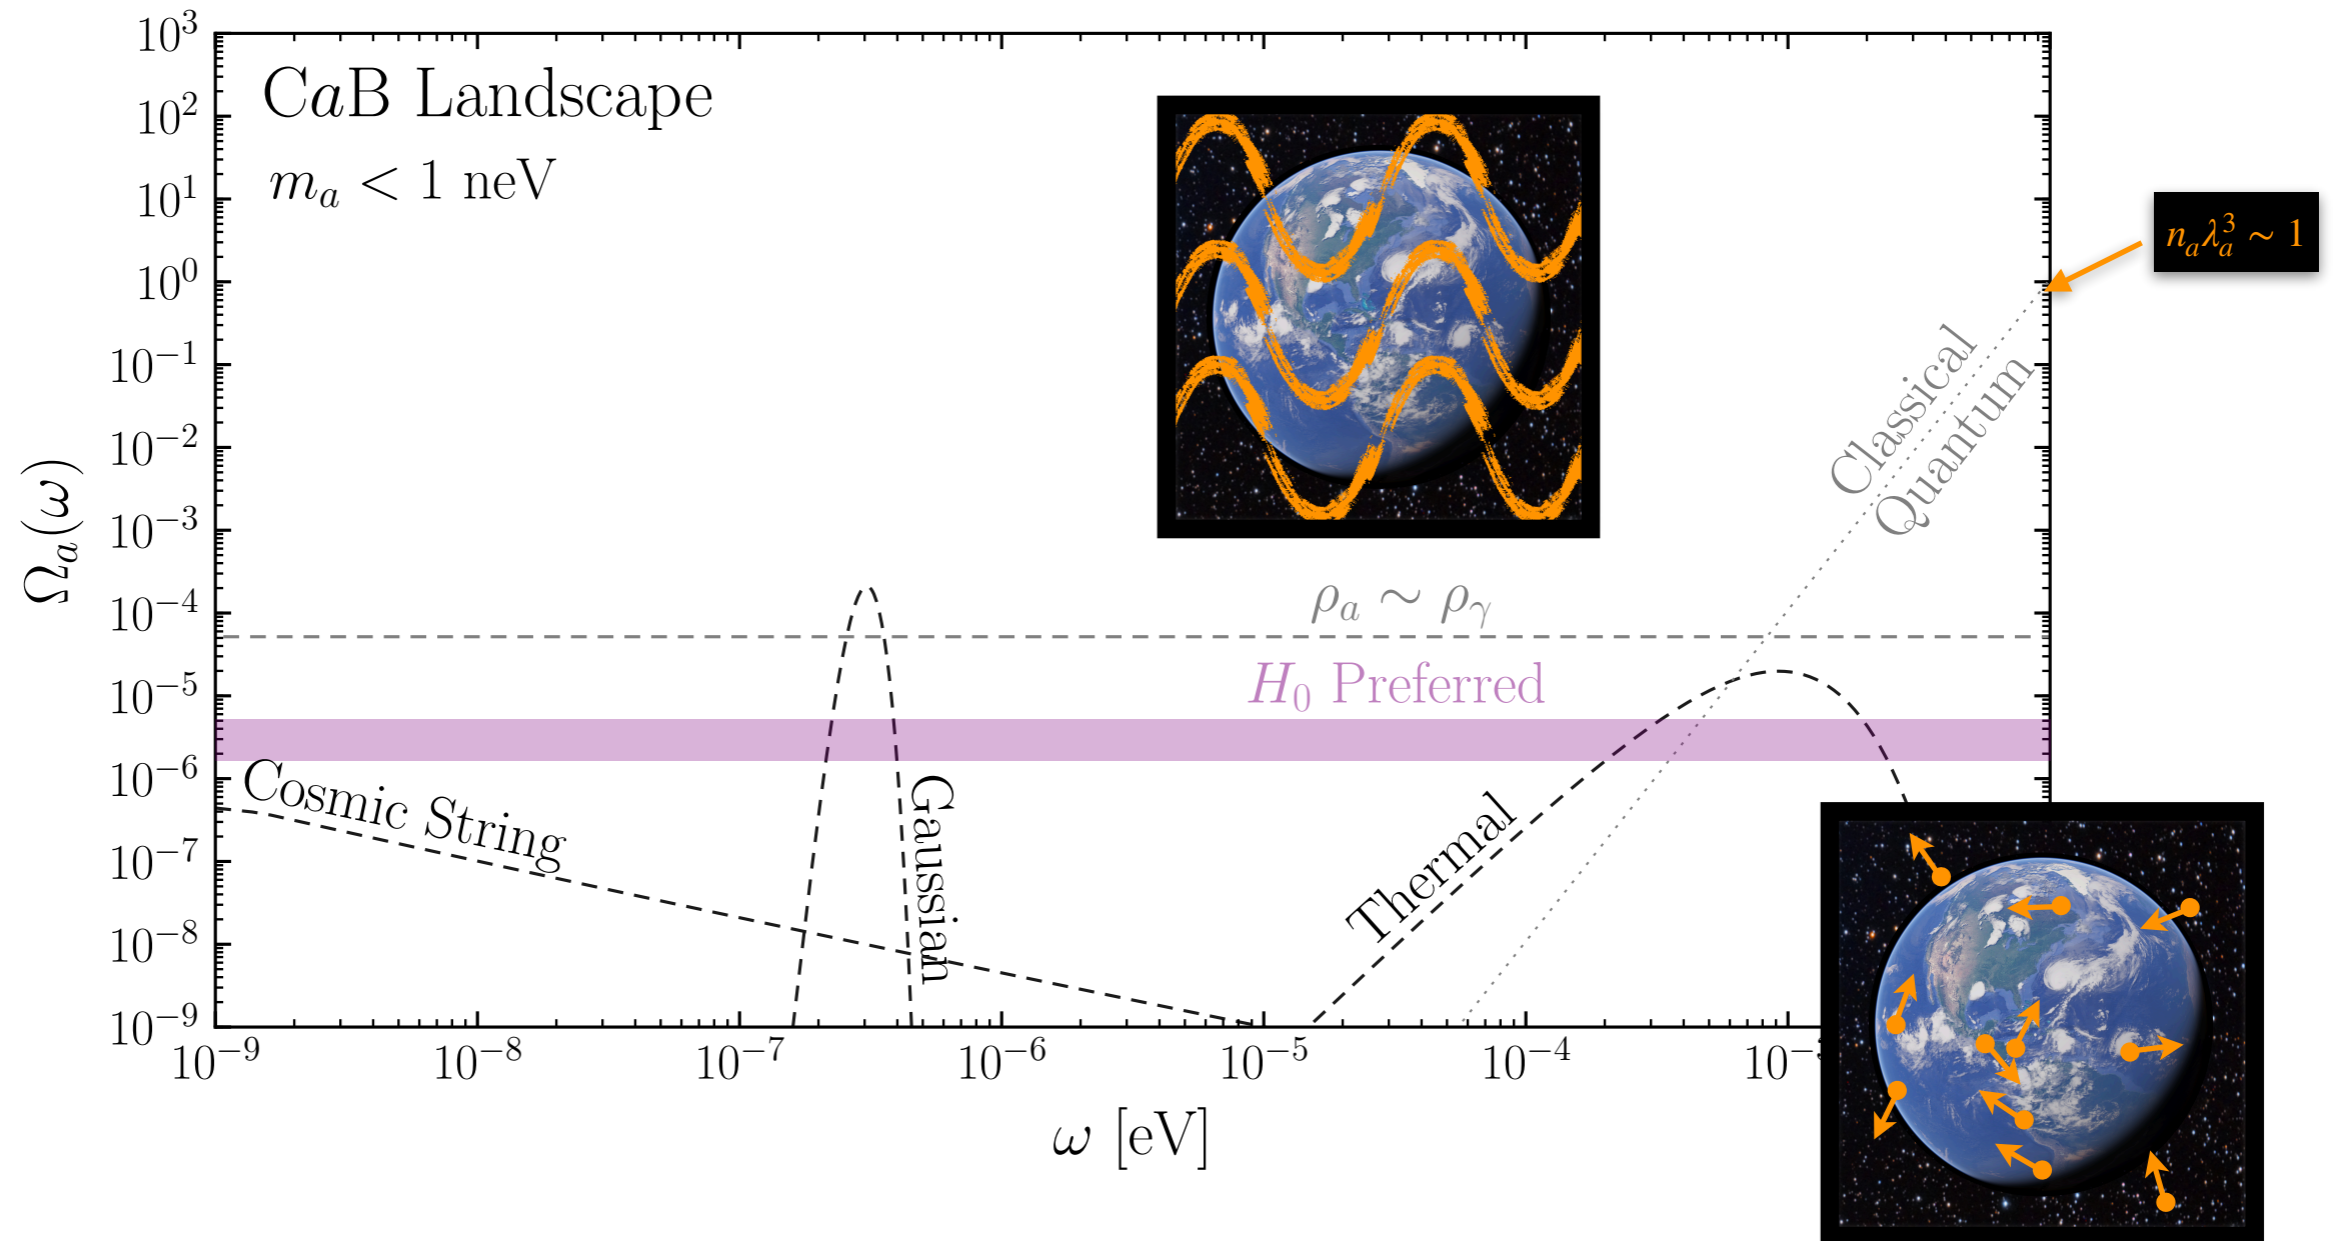 CaB Landscape
m_a < 1 neV
n_aλ_a^3 ∼ 1
Classical
Quantum
ρ_a ∼ ρ_γ
H_0 Preferred
Cosmic String
Gaussian
Thermal
Ω_a(ω)
10^3
10^2
10^1
10^0
10^−1
10^−2
10^−3
10^−4
10^−5
10^−6
10^−7
10^−8
10^−9
10^−9
10^−8
10^−7
10^−6
10^−5
10^−4
ω [eV]